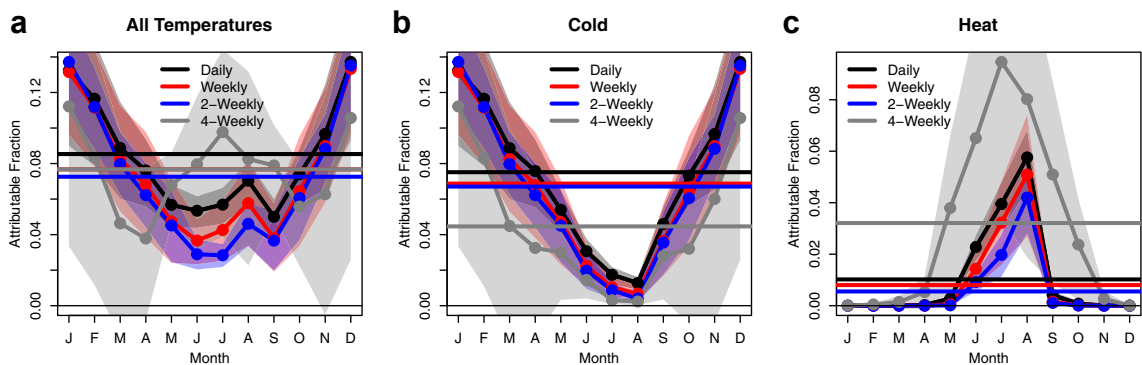 a All Temperatures
Attributable Fraction
0.00 0.04 0.08 0.12
Daily
Weekly
2−Weekly
4−Weekly
J F M A M J J A S O N D
Month
b Cold
Attributable Fraction
0.00 0.04 0.08 0.12
Daily
Weekly
2−Weekly
4−Weekly
J F M A M J J A S O N D
Month
c Heat
Attributable Fraction
0.00 0.02 0.04 0.06 0.08
Daily
Weekly
2−Weekly
4−Weekly
J F M A M J J A S O N D
Month